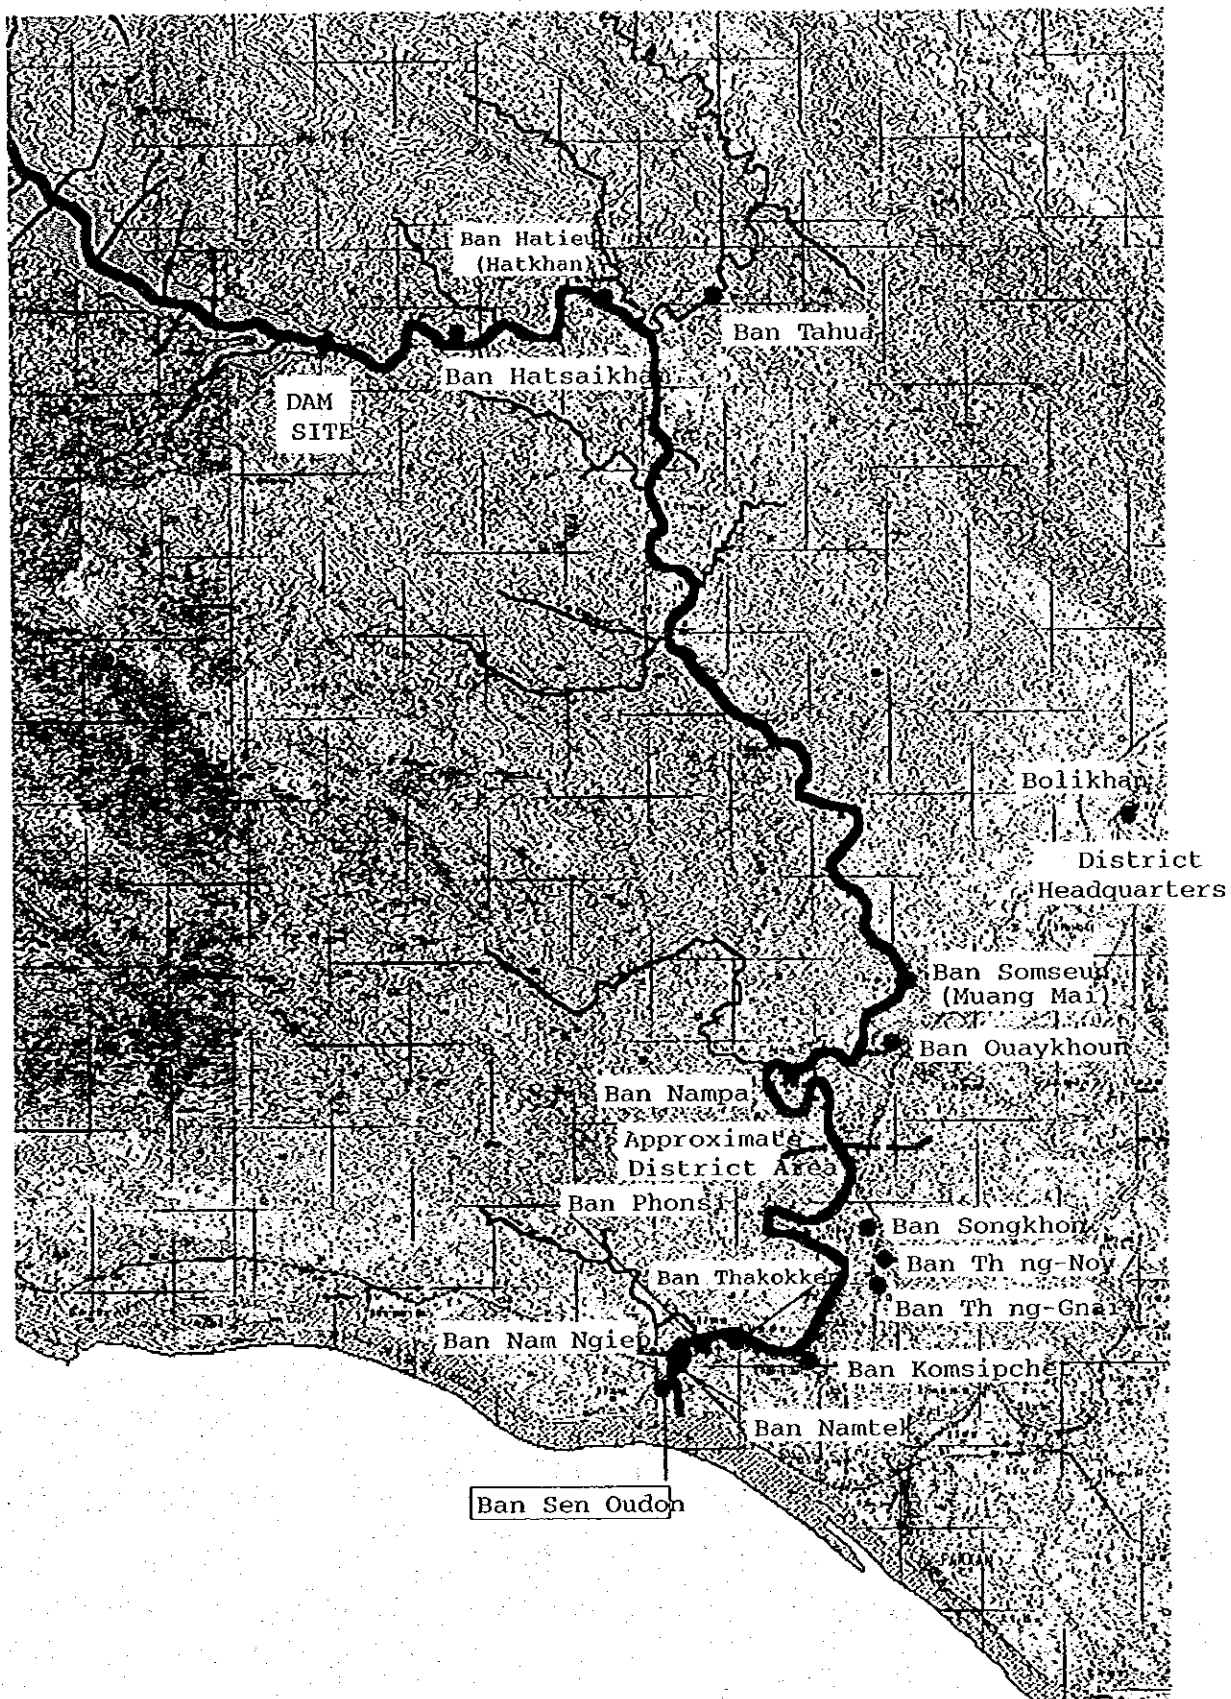 Ban Hatieu
(Hatkhan)
Ban Tahua
Ban Hatsaikhan
DAM
SITE
Bolikhan
District
Headquarters
Ban Somseun
(Muang Mai)
Ban Ouaykhoun
Ban Nampa
Approximate
District Area
Ban Phonsi
Ban Songkhon
Ban Th ng-Noy
Ban Thakokken
Ban Th ng-Gnai
Ban Nam Ngiep
Ban Komsipche
Ban Namtek
Ban Sen Oudon
PAKXAN